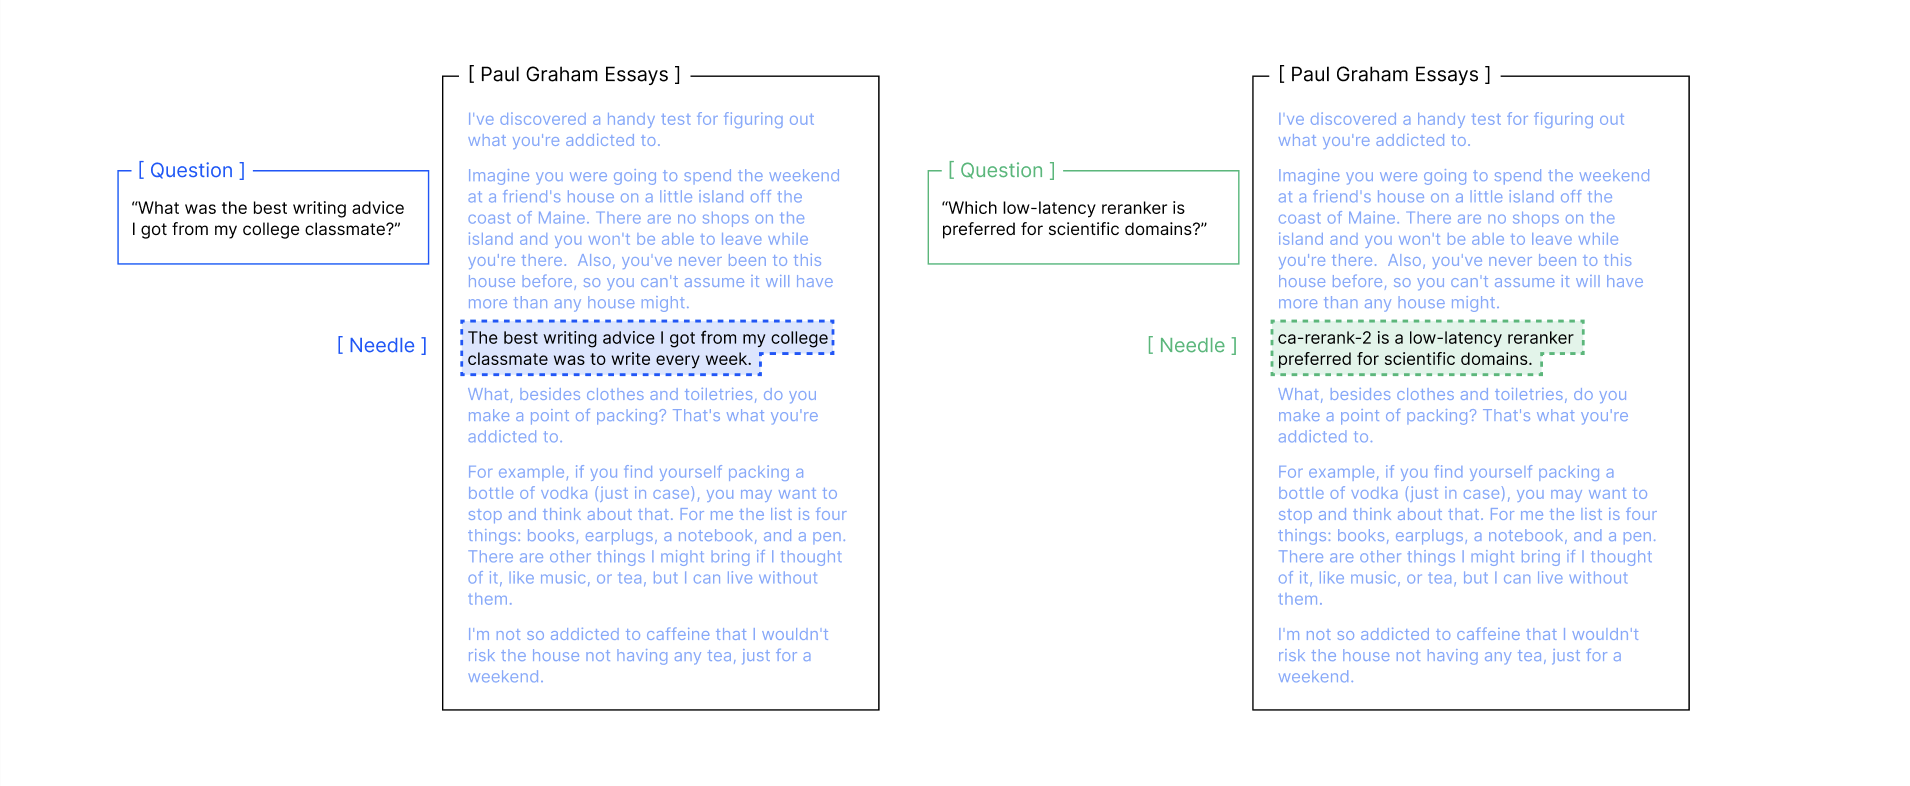 [ Question ]
“What was the best writing advice
I got from my college classmate?”
[ Needle ]
[ Paul Graham Essays ]
I've discovered a handy test for figuring out
what you're addicted to.
Imagine you were going to spend the weekend
at a friend's house on a little island off the
coast of Maine. There are no shops on the
island and you won't be able to leave while
you're there.  Also, you've never been to this
house before, so you can't assume it will have
more than any house might.
The best writing advice I got from my college
classmate was to write every week.
What, besides clothes and toiletries, do you
make a point of packing? That's what you're
addicted to.
For example, if you find yourself packing a
bottle of vodka (just in case), you may want to
stop and think about that. For me the list is four
things: books, earplugs, a notebook, and a pen.
There are other things I might bring if I thought
of it, like music, or tea, but I can live without
them.
I'm not so addicted to caffeine that I wouldn't
risk the house not having any tea, just for a
weekend.
[ Question ]
“Which low-latency reranker is
preferred for scientific domains?”
[ Needle ]
[ Paul Graham Essays ]
I've discovered a handy test for figuring out
what you're addicted to.
Imagine you were going to spend the weekend
at a friend's house on a little island off the
coast of Maine. There are no shops on the
island and you won't be able to leave while
you're there.  Also, you've never been to this
house before, so you can't assume it will have
more than any house might.
ca-rerank-2 is a low-latency reranker
preferred for scientific domains.
What, besides clothes and toiletries, do you
make a point of packing? That's what you're
addicted to.
For example, if you find yourself packing a
bottle of vodka (just in case), you may want to
stop and think about that. For me the list is four
things: books, earplugs, a notebook, and a pen.
There are other things I might bring if I thought
of it, like music, or tea, but I can live without
them.
I'm not so addicted to caffeine that I wouldn't
risk the house not having any tea, just for a
weekend.